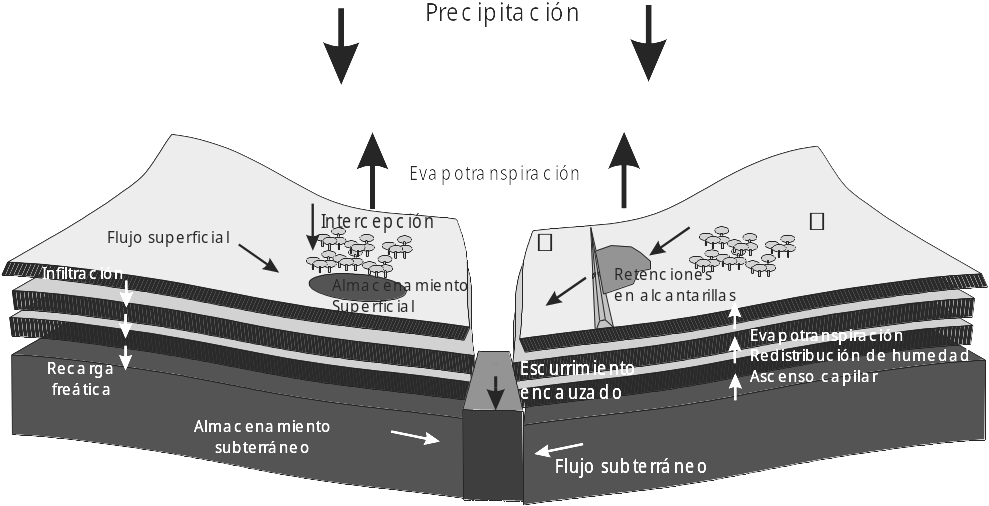 Precipitación
Evapotranspiración
Intercepción
Flujo superficial
Infiltración
Almacenamiento
Superficial
Retenciones
en alcantarillas
Evapotranspiración
Redistribución de humedad
Ascenso capilar
Recarga
freática
Escurrimiento
encauzado
Almacenamiento
subterráneo
Flujo subterráneo